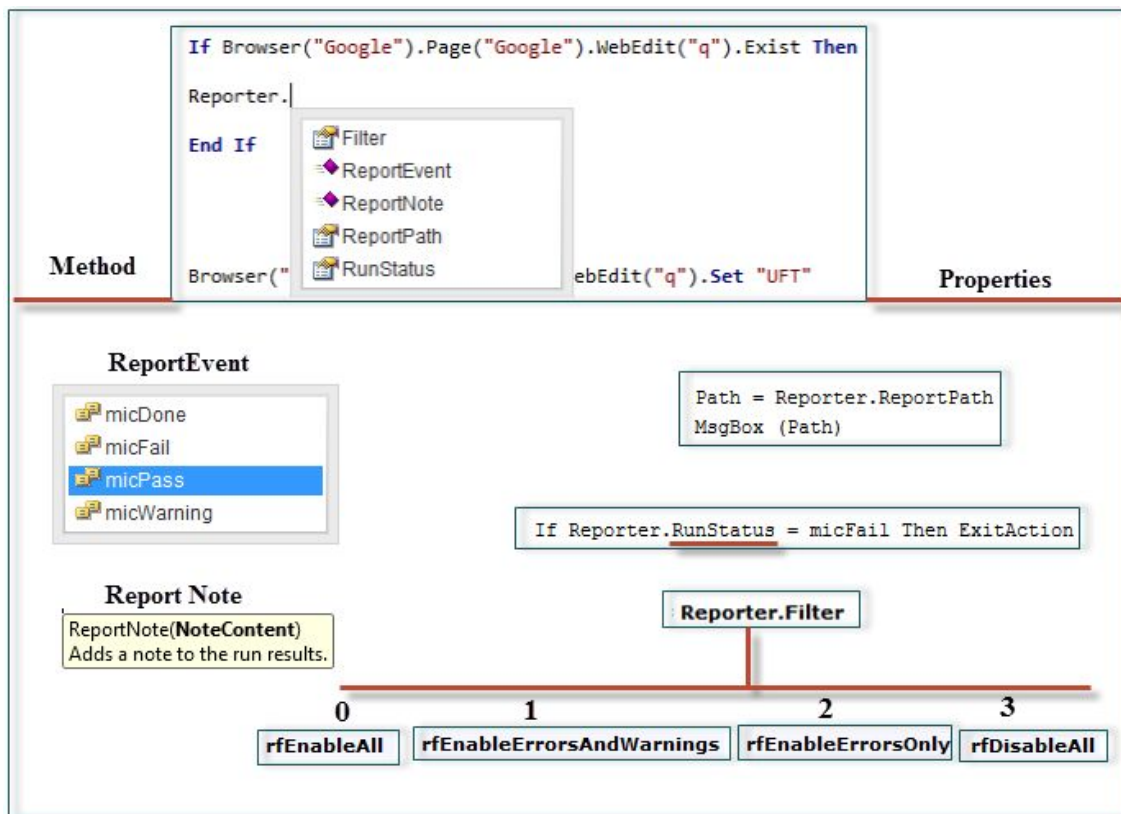 If Browser("Google").Page("Google").WebEdit("q").Exist Then
Reporter.
End If
Filter
ReportEvent
ReportNote
ReportPath
RunStatus
Browser(" ebEdit("q").Set "UFT"
Method
Properties
ReportEvent
micDone
micFail
micPass
micWarning
Path = Reporter.ReportPath
MsgBox (Path)
If Reporter.RunStatus = micFail Then ExitAction
Report Note
ReportNote(NoteContent)
Adds a note to the run results.
Reporter.Filter
0 1 2 3
rfEnableAll rfEnableErrorsAndWarnings rfEnableErrorsOnly rfDisableAll